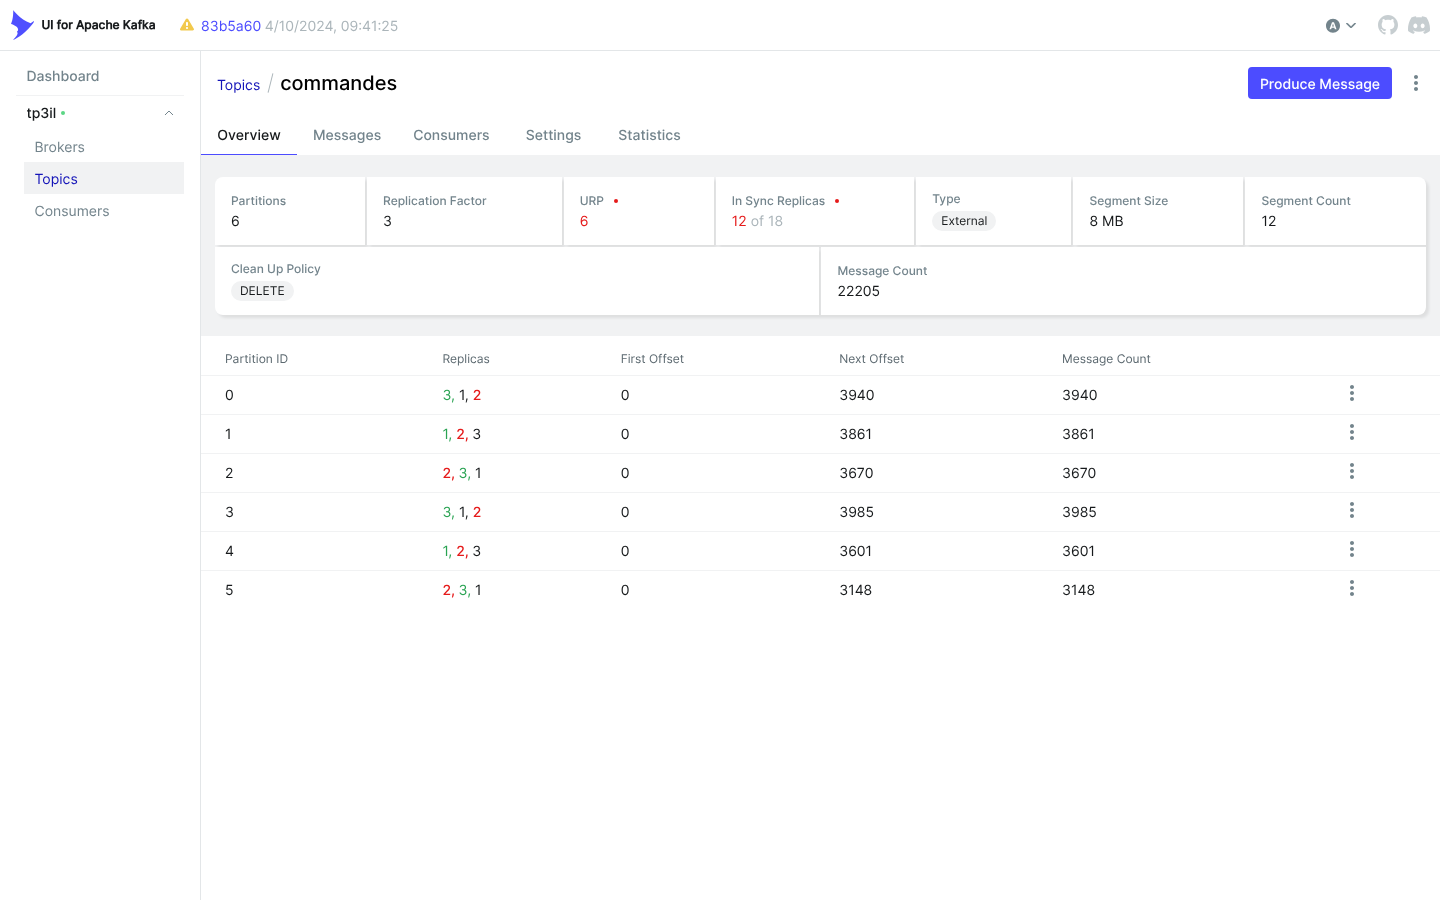 UI for Apache Kafka 83b5a60 4/10/2024, 09:41:25 A
Dashboard
tp3il
Brokers
Topics
Consumers
Topics / commandes
Produce Message
Overview Messages Consumers Settings Statistics
Partitions Replication Factor URP In Sync Replicas Type Segment Size Segment Count
6 3 6 12 of 18 External 8 MB 12
Clean Up Policy Message Count
DELETE 22205
Partition ID Replicas First Offset Next Offset Message Count
0 3, 1, 2 0 3940 3940
1 1, 2, 3 0 3861 3861
2 2, 3, 1 0 3670 3670
3 3, 1, 2 0 3985 3985
4 1, 2, 3 0 3601 3601
5 2, 3, 1 0 3148 3148